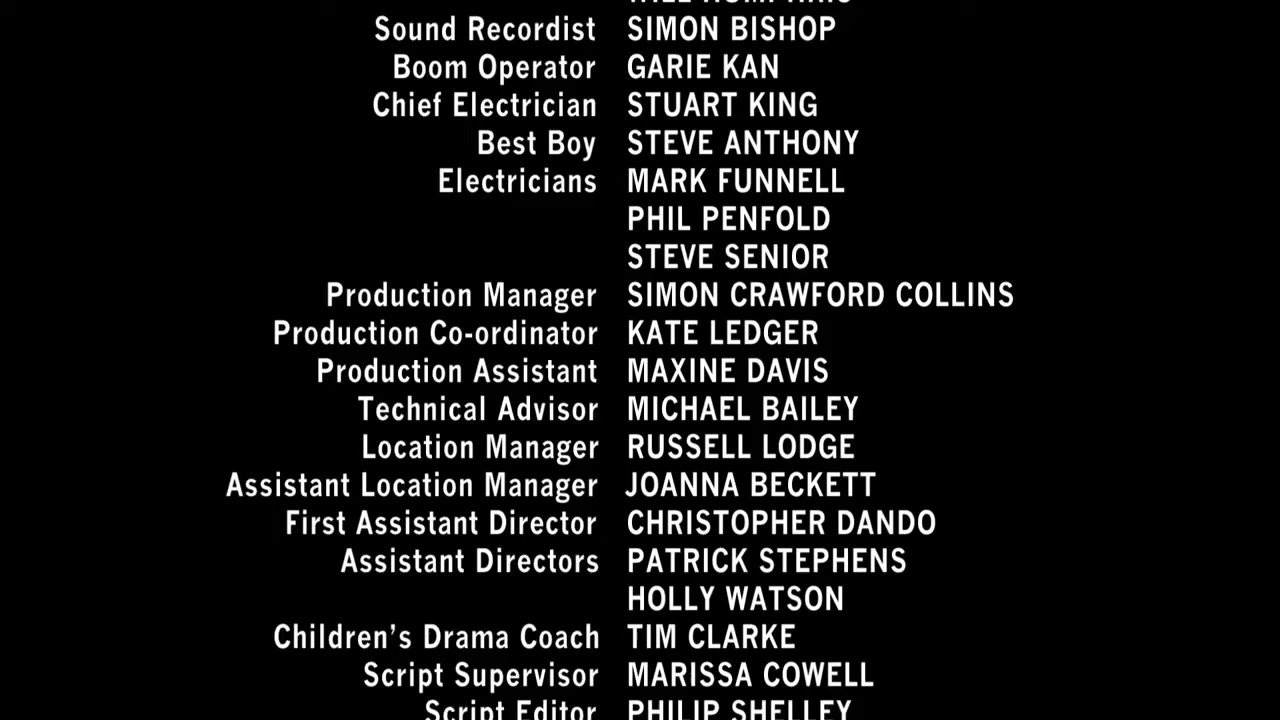 Sound Recordist SIMON BISHOP
Boom Operator GARIE KAN
Chief Electrician STUART KING
Best Boy STEVE ANTHONY
Electricians MARK FUNNELL
PHIL PENFOLD
STEVE SENIOR
Production Manager SIMON CRAWFORD COLLINS
Production Co-ordinator KATE LEDGER
Production Assistant MAXINE DAVIS
Technical Advisor MICHAEL BAILEY
Location Manager RUSSELL LODGE
Assistant Location Manager JOANNA BECKETT
First Assistant Director CHRISTOPHER DANDO
Assistant Directors PATRICK STEPHENS
HOLLY WATSON
Children's Drama Coach TIM CLARKE
Script Supervisor MARISSA COWELL
Script Editor PHILIP SHELLEY